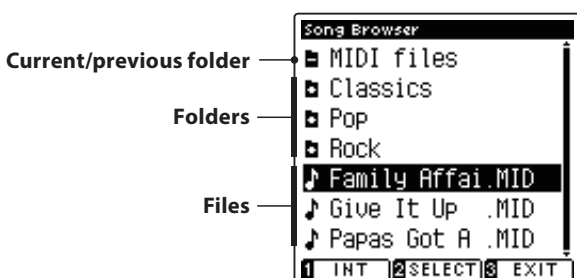 Song Browser
Current/previous folder
MIDI files
Folders
Classics
Pop
Rock
Files
Family Affai.MID
Give It Up .MID
Papas Got A .MID
1 INT 2 SELECT 3 EXIT